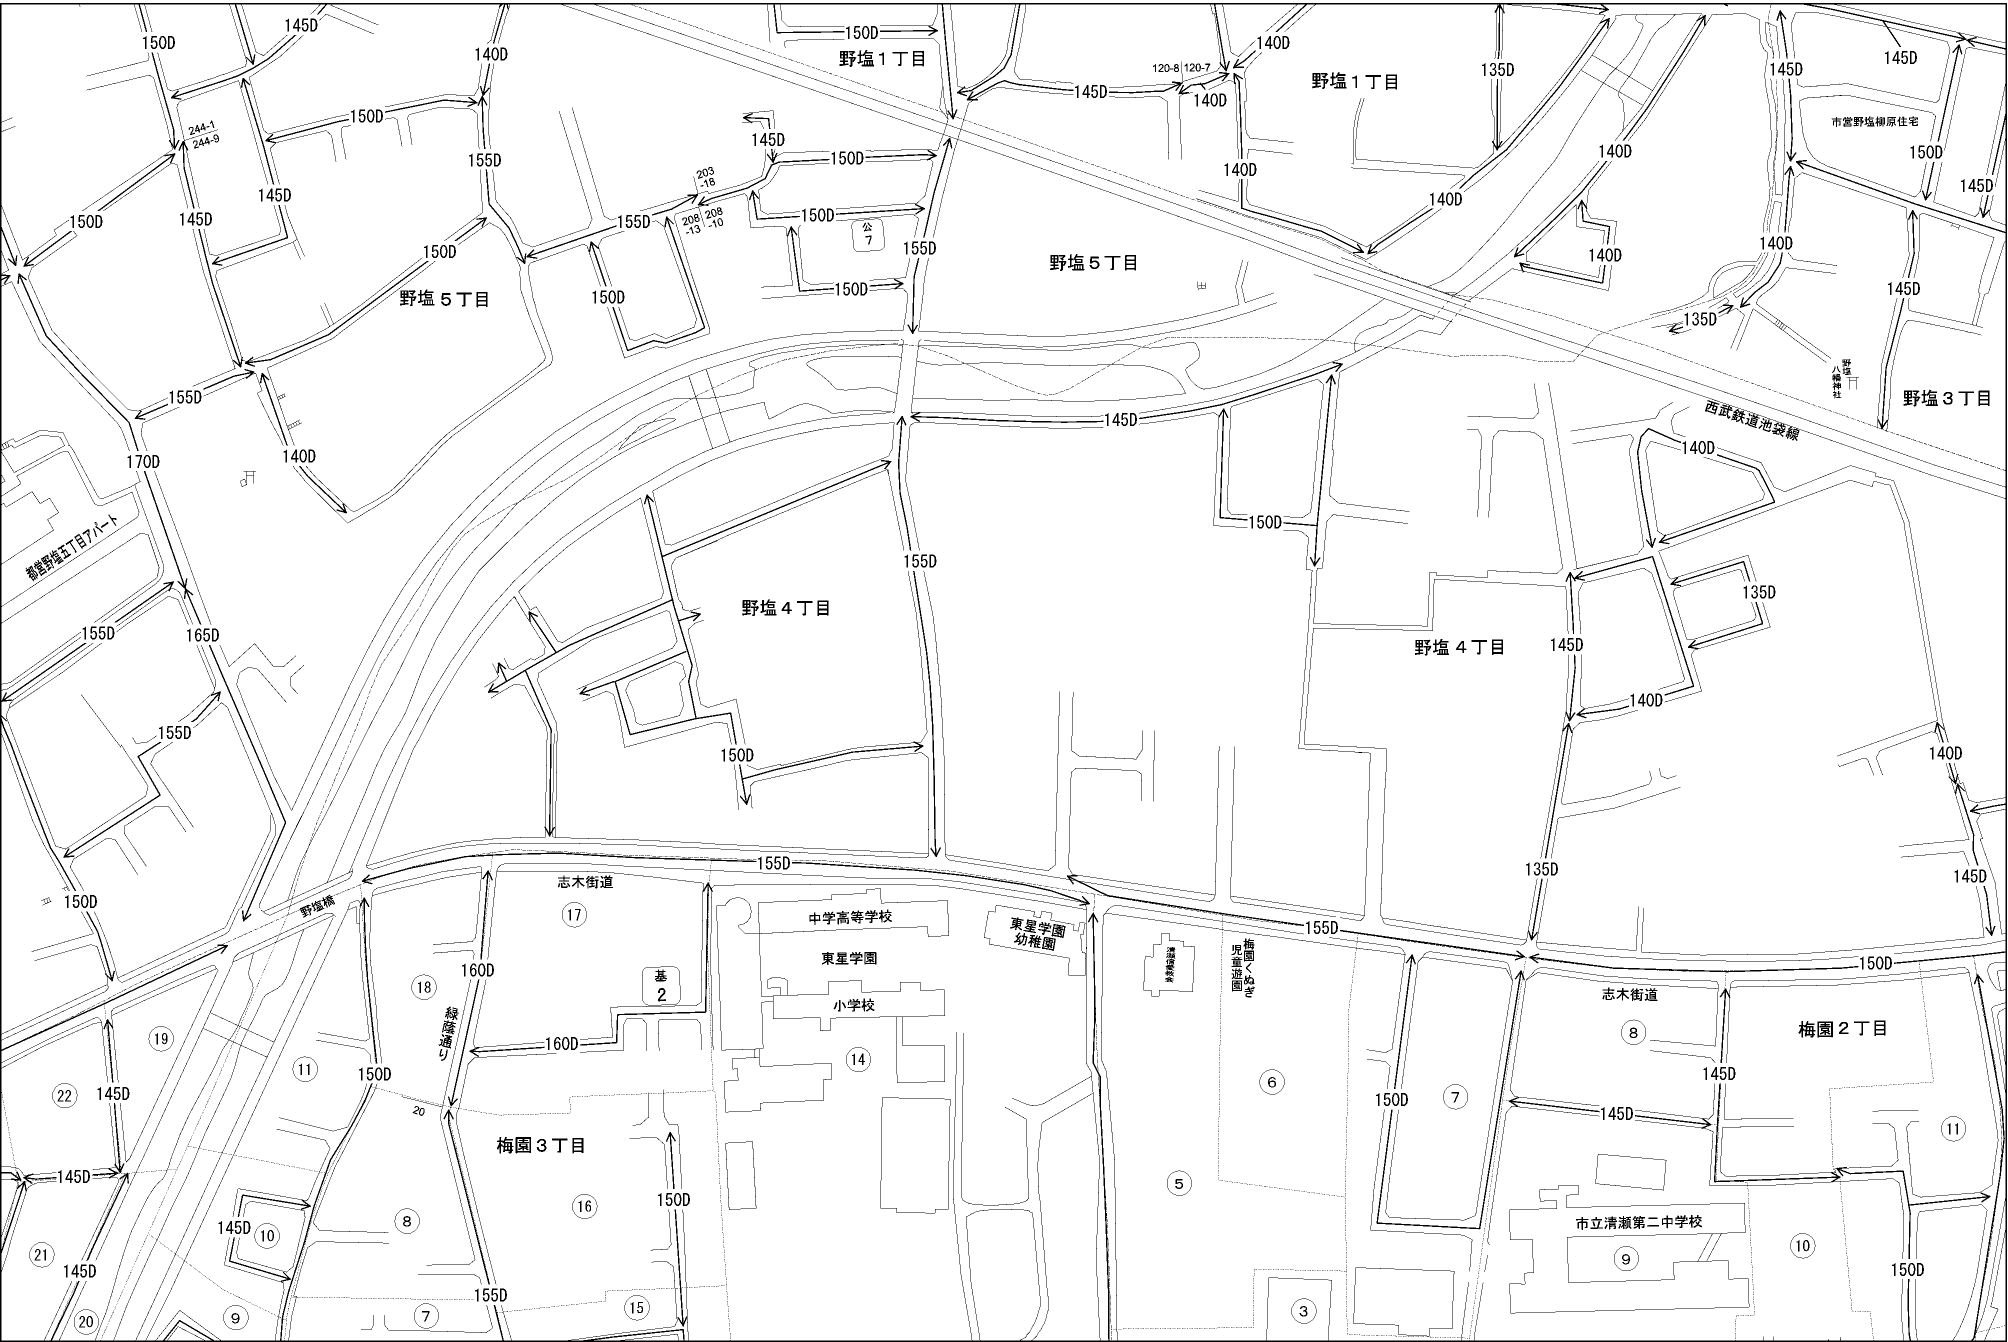 150D
145D
140D
150D
野塩１丁目
145D
120-8
120-7
140D
140D
野塩１丁目
135D
145D
145D
市営野塩柳原住宅
150D
145D
244-1
244-9
150D
155D
145D
150D
150D
145D
203
-18
208
-13
208
-10
155D
150D
公
7
140D
140D
140D
150D
145D
150D
155D
野塩５丁目
140D
140D
145D
野塩５丁目
150D
150D
135D
155D
145D
野塩
八幡神社
野塩３丁目
西武鉄道池袋線
170D
140D
140D
150D
都営野塩五丁目アパート
155D
135D
155D
165D
野塩４丁目
野塩４丁目
145D
155D
150D
140D
140D
150D
155D
135D
145D
志木街道
野塩橋
17
中学高等学校
東星学園
幼稚園
東星学園
小学校
清瀬信愛教会
梅園くぬぎ
児童遊園
155D
150D
志木街道
18
160D
基
2
緑蔭通り
160D
19
11
14
6
8
梅園２丁目
22
145D
150D
20
150D
7
145D
145D
11
梅園３丁目
145D
150D
5
16
145D
10
8
市立清瀬第二中学校
21
145D
9
10
150D
20
9
7
155D
15
3